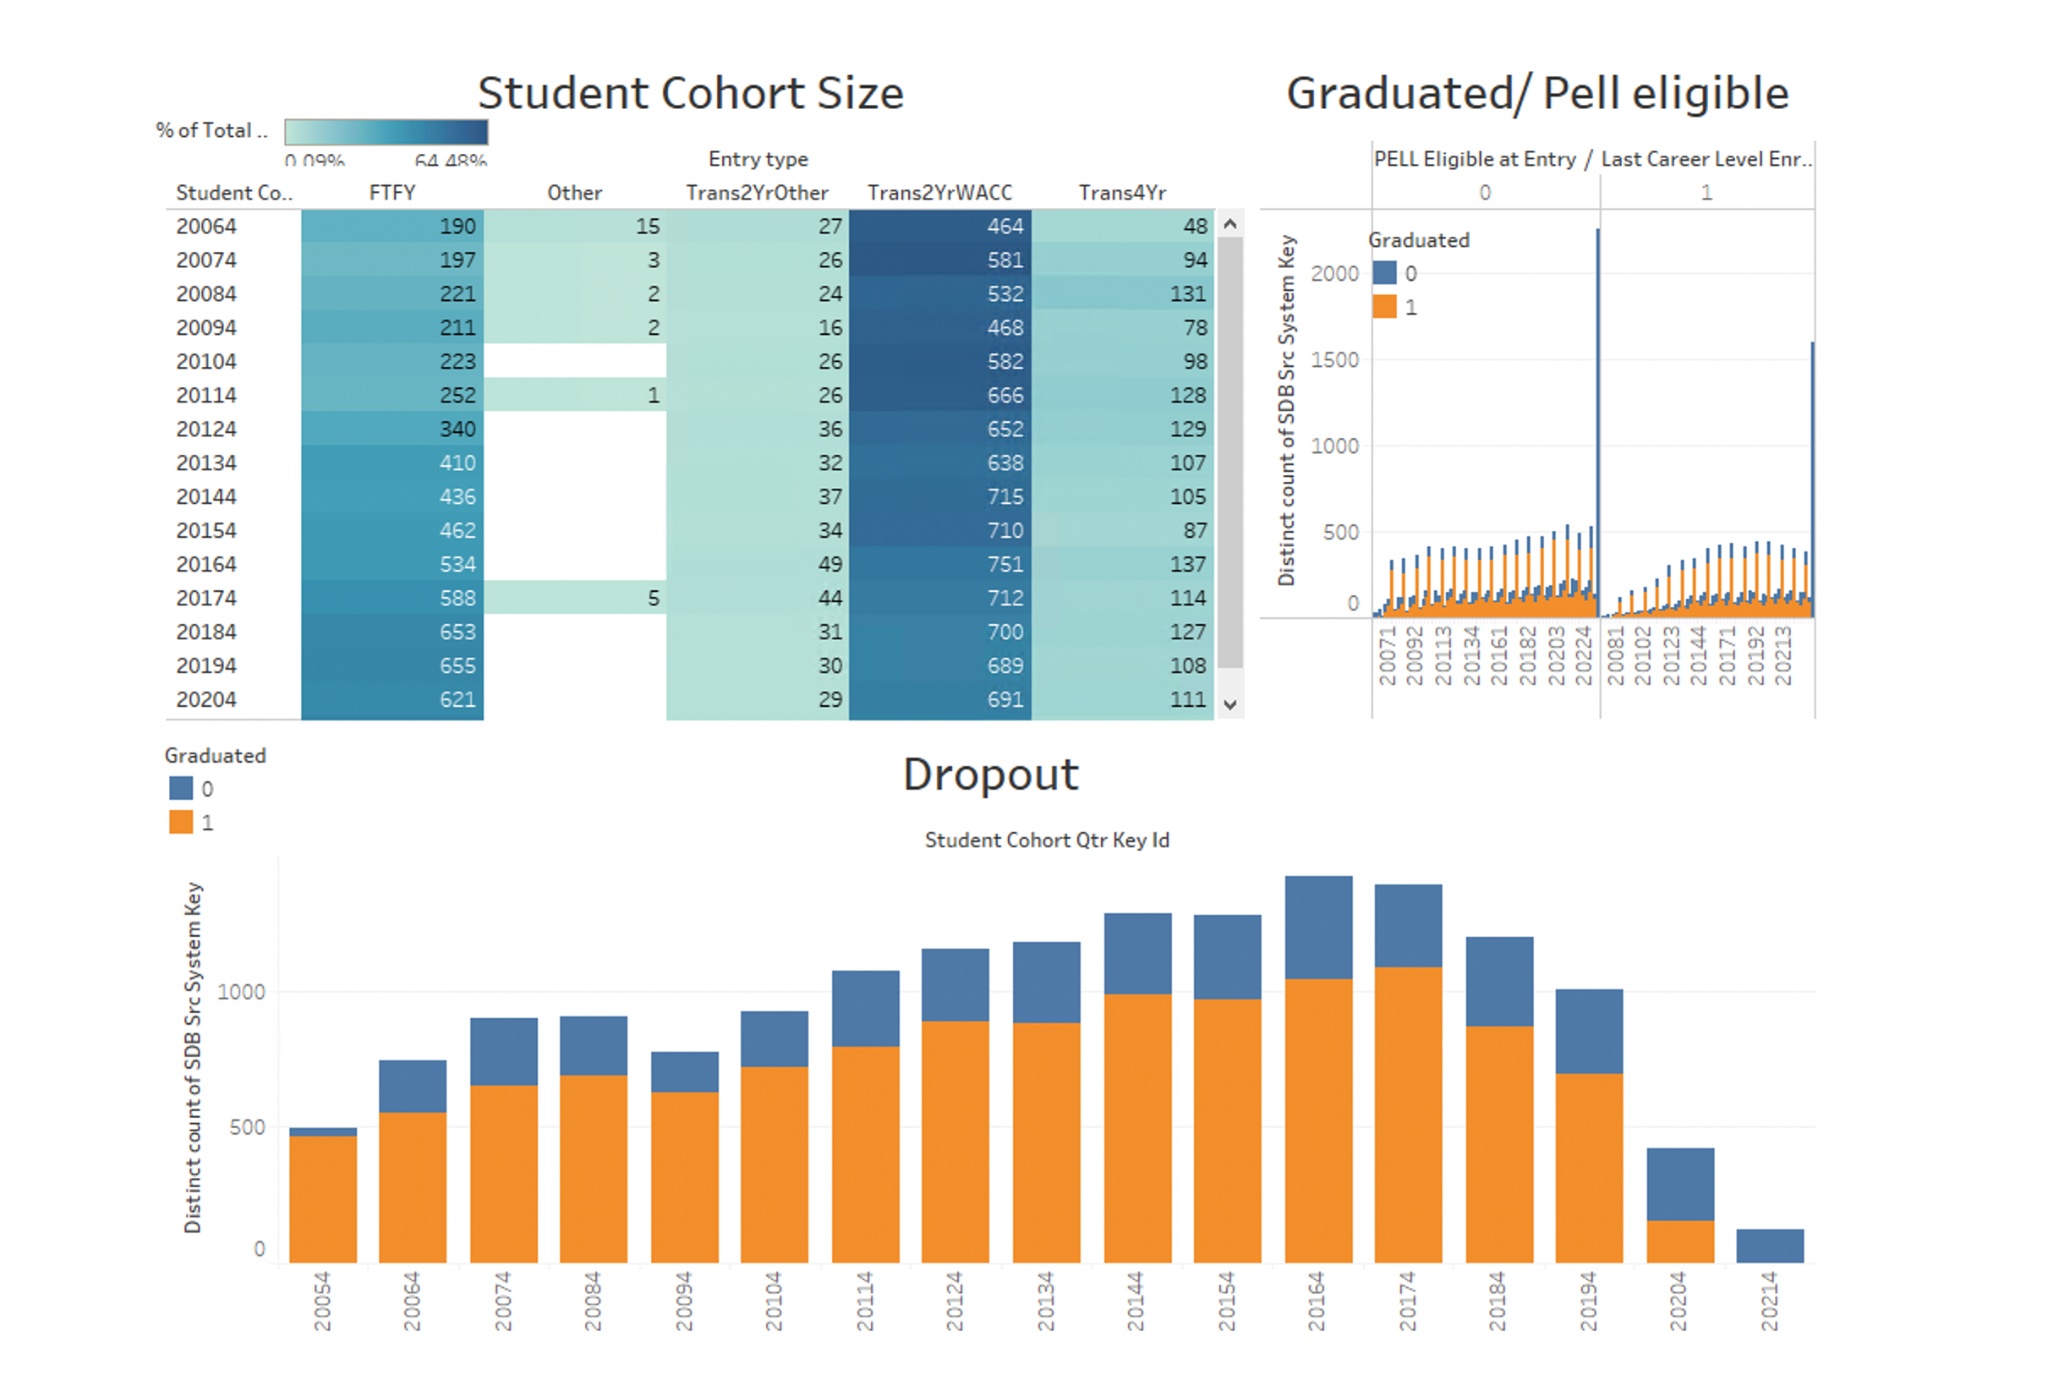 Student Cohort Size
% of Total ..
0.09%
64.48%
Entry type
Student Co.. FTFY Other Trans2YrOther Trans2YrWACC Trans4Yr
20064 190 15 27 464 48
20074 197 3 26 581 94
20084 221 2 24 532 131
20094 211 2 16 468 78
20104 223 26 582 98
20114 252 1 26 666 128
20124 340 36 652 129
20134 410 32 638 107
20144 436 37 715 105
20154 462 34 710 87
20164 534 49 751 137
20174 588 5 44 712 114
20184 653 31 700 127
20194 655 30 689 108
20204 621 29 691 111
Graduated/ Pell eligible
PELL Eligible at Entry / Last Career Level Enr..
0 1
Graduated
0
1
Distinct count of SDB Src System Key
2000
1500
1000
500
0
20071 20092 20113 20134 20161 20182 20203 20224 20081 20102 20123 20144 20171 20192 20213
Graduated
0
1
Dropout
Student Cohort Qtr Key Id
Distinct count of SDB Src System Key
1000
500
0
20054 20064 20074 20084 20094 20104 20114 20124 20134 20144 20154 20164 20174 20184 20194 20204 20214